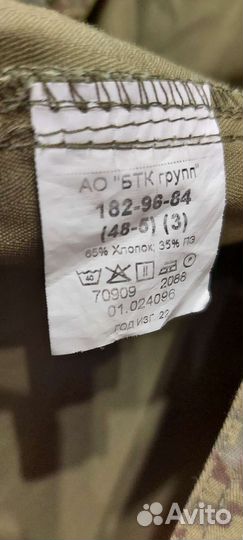 АО "БТК групп"
182-96-84
(48-5) (3)
65% Хлопок, 35% ПЭ
40
70909 2088
01.024096
ГОД ИЗГ. 22
Avito